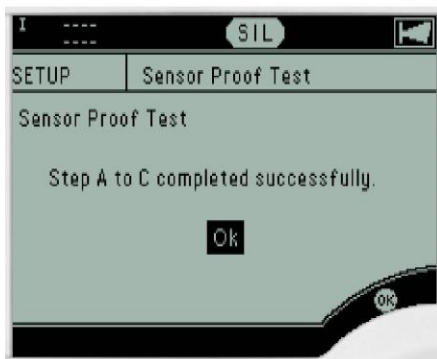 I ---- SIL
----
SETUP Sensor Proof Test
Sensor Proof Test
Step A to C completed successfully.
Ok
OK